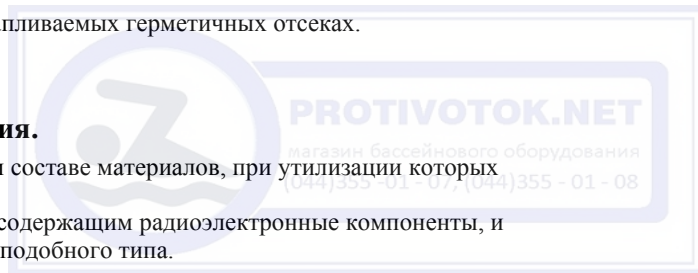 апливаемых герметичных отсеках.
PROTIVOTOK.NET
ия.
магазин бассейнового оборудования
и составе материалов, при утилизации которых
(044)355 -01 - 07, (044)355 - 01 - 08
содержащим радиоэлектронные компоненты, и
подобного типа.